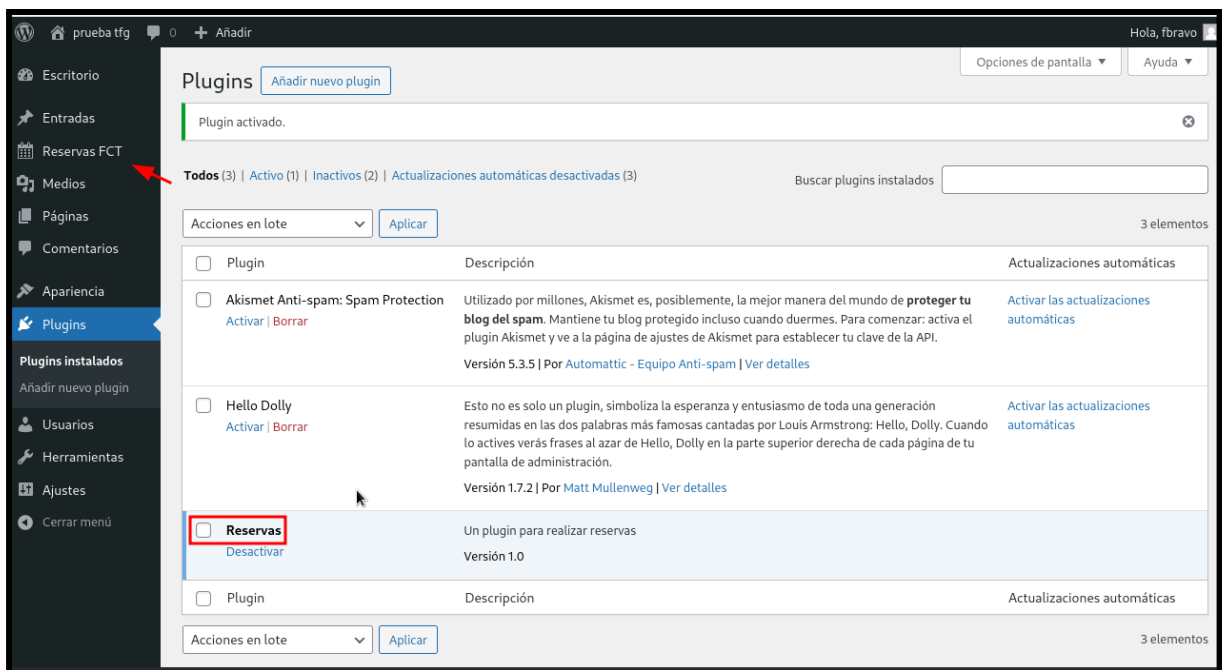 prueba tfg 0 + Añadir Hola, fbravo
Escritorio
Entradas
Reservas FCT
Medios
Páginas
Comentarios
Apariencia
Plugins
Plugins instalados
Añadir nuevo plugin
Usuarios
Herramientas
Ajustes
Cerrar menú
Opciones de pantalla ▼ Ayuda ▼
Plugins Añadir nuevo plugin
Plugin activado.
Todos (3) | Activo (1) | Inactivos (2) | Actualizaciones automáticas desactivadas (3)
Buscar plugins instalados
Acciones en lote Aplicar 3 elementos
Plugin Descripción Actualizaciones automáticas
Akismet Anti-spam: Spam Protection
Activar | Borrar
Utilizado por millones, Akismet es, posiblemente, la mejor manera del mundo de proteger tu
blog del spam. Mantiene tu blog protegido incluso cuando duermes. Para comenzar: activa el
plugin Akismet y ve a la página de ajustes de Akismet para establecer tu clave de la API.
Versión 5.3.5 | Por Automattic - Equipo Anti-spam | Ver detalles
Activar las actualizaciones
automáticas
Hello Dolly
Activar | Borrar
Esto no es solo un plugin, simboliza la esperanza y entusiasmo de toda una generación
resumidas en las dos palabras más famosas cantadas por Louis Armstrong: Hello, Dolly. Cuando
lo actives verás frases al azar de Hello, Dolly en la parte superior derecha de cada página de tu
pantalla de administración.
Versión 1.7.2 | Por Matt Mullenweg | Ver detalles
Activar las actualizaciones
automáticas
Reservas
Desactivar
Un plugin para realizar reservas
Versión 1.0
Plugin Descripción Actualizaciones automáticas
Acciones en lote Aplicar 3 elementos